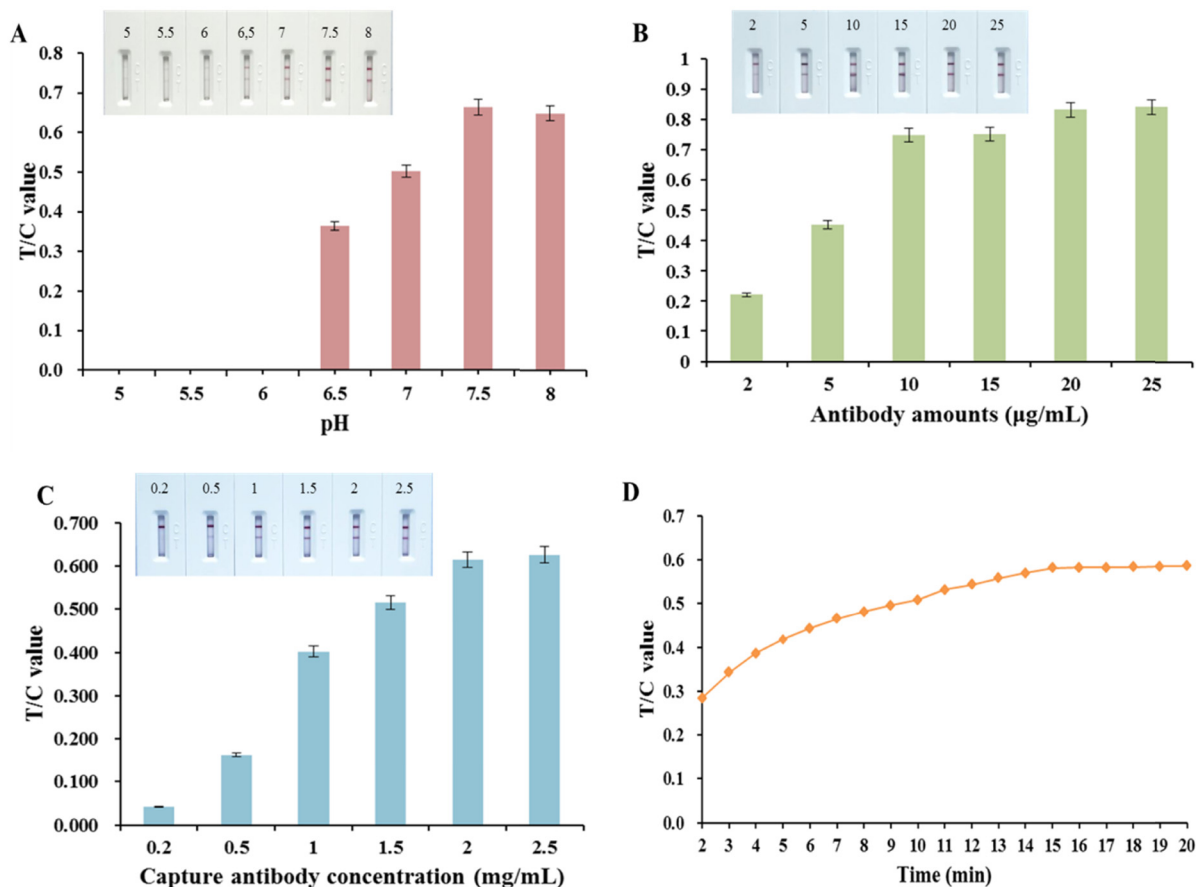 A
5 5.5 6 6,5 7 7.5 8
0.8
0.7
0.6
0.5
0.4
0.3
0.2
0.1
0.0
T/C value
5 5.5 6 6.5 7 7.5 8
pH
B
2 5 10 15 20 25
1
0.9
0.8
0.7
0.6
0.5
0.4
0.3
0.2
0.1
0
T/C value
2 5 10 15 20 25
Antibody amounts (µg/mL)
C
0.2 0.5 1 1.5 2 2.5
0.700
0.600
0.500
0.400
0.300
0.200
0.100
0.000
T/C value
0.2 0.5 1 1.5 2 2.5
Capture antibody concentration (mg/mL)
D
0.7
0.6
0.5
0.4
0.3
0.2
0.1
0.0
T/C value
2 3 4 5 6 7 8 9 10 11 12 13 14 15 16 17 18 19 20
Time (min)